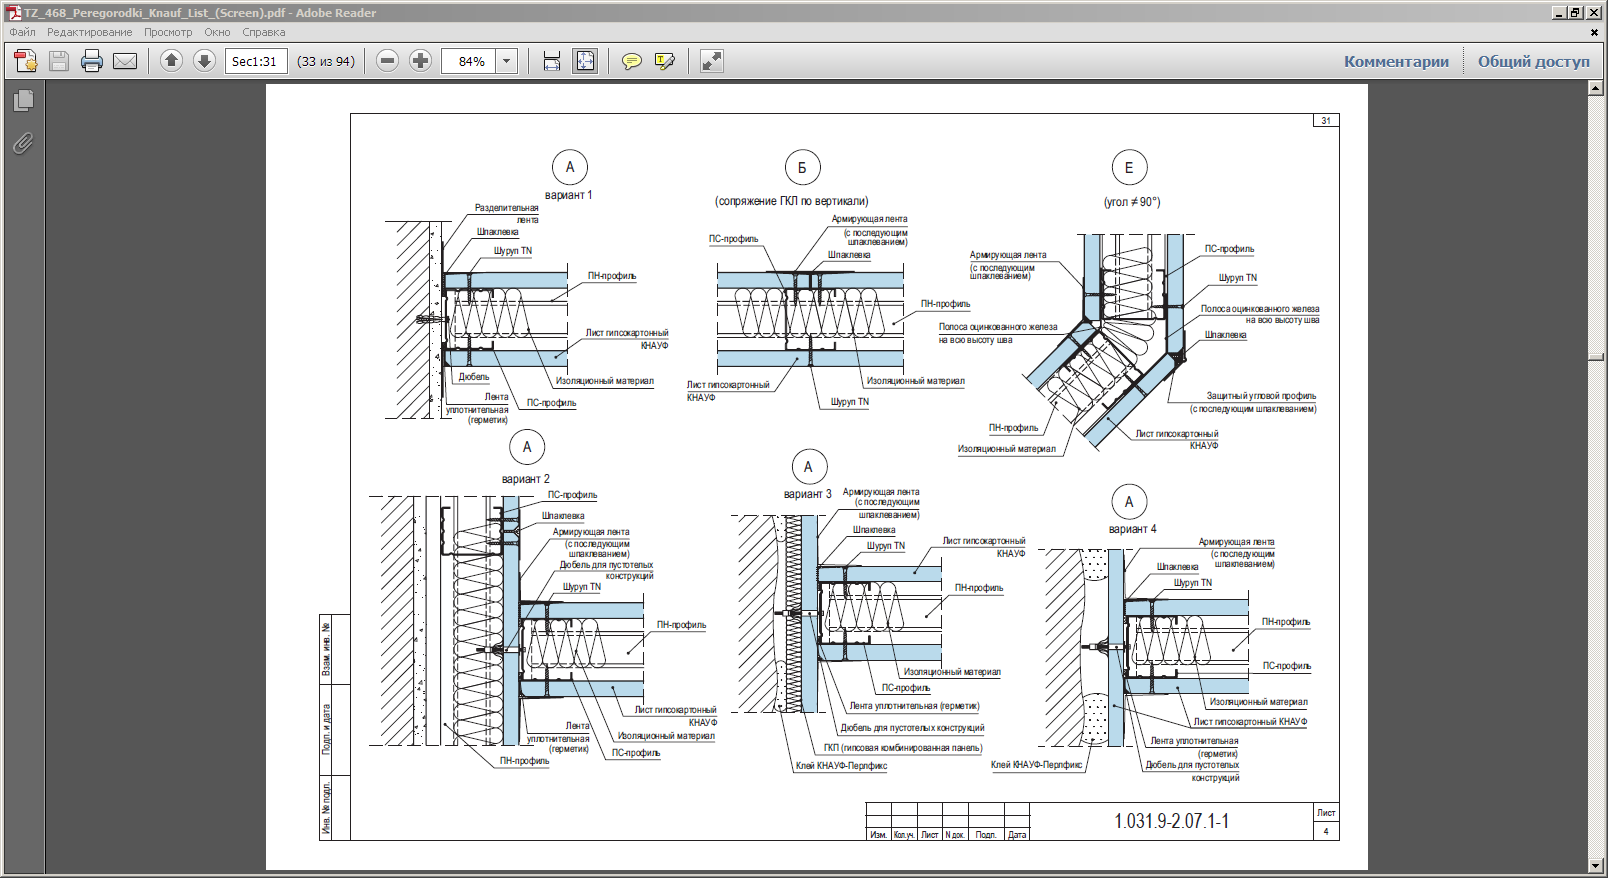 TZ_468_Peregorodki_Knauf_List_(Screen).pdf - Adobe Reader
Файл Редактирование Просмотр Окно Справка
Sec1:31 (33 из 94) 84% Комментарии Общий доступ
31
А
вариант 1
Разделительная
лента
Шпаклевка
Шуруп TN
ПН-профиль
Лист гипсокартонный
КНАУФ
Дюбель
Изоляционный материал
Лента
уплотнительная
(герметик)
ПС-профиль
Б
(сопряжение ГКЛ по вертикали)
Армирующая лента
(с последующим
шпаклеванием)
ПС-профиль
Шпаклевка
ПН-профиль
Полоса оцинкованного железа
на всю высоту шва
Лист гипсокартонный
КНАУФ
Изоляционный материал
Шуруп TN
Е
(угол ≠ 90°)
Армирующая лента
(с последующим
шпаклеванием)
ПС-профиль
Шуруп TN
Полоса оцинкованного железа
на всю высоту шва
Шпаклевка
Защитный угловой профиль
(с последующим шпаклеванием)
ПН-профиль
Лист гипсокартонный
КНАУФ
Изоляционный материал
А
вариант 2
ПС-профиль
Шпаклевка
Армирующая лента
(с последующим
шпаклеванием)
Дюбель для пустотелых
конструкций
Шуруп TN
ПН-профиль
Лист гипсокартонный
КНАУФ
Лента
уплотнительная
(герметик)
Изоляционный материал
ПС-профиль
ПН-профиль
А
вариант 3
Армирующая лента
(с последующим
шпаклеванием)
Шпаклевка
Шуруп TN
Лист гипсокартонный
КНАУФ
ПН-профиль
Изоляционный материал
ПС-профиль
Лента уплотнительная (герметик)
Дюбель для пустотелых конструкций
ГКП (гипсовая комбинированная панель)
Клей КНАУФ-Перлфикс
А
вариант 4
Армирующая лента
(с последующим
шпаклеванием)
Шпаклевка
Шуруп TN
ПН-профиль
ПС-профиль
Изоляционный материал
Лист гипсокартонный КНАУФ
Лента уплотнительная
(герметик)
Клей КНАУФ-Перлфикс
Дюбель для пустотелых
конструкций
Взам. инв. №
Подп. и дата
Инв. № подл.
Изм. Кол.уч. Лист N док. Подп. Дата
1.031.9-2.07.1-1
Лист
4